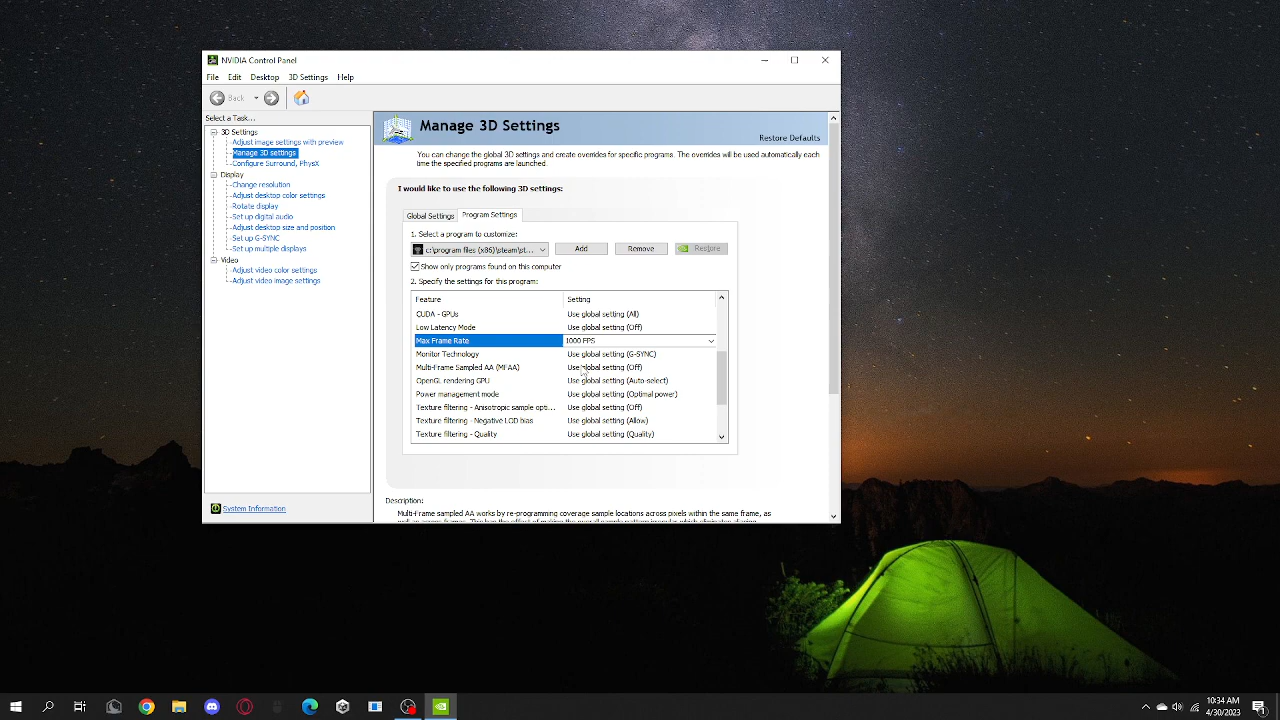 NVIDIA Control Panel
File Edit Desktop 3D Settings Help
Back
Select a Task...
3D Settings
Adjust image settings with preview
Manage 3D settings
Configure Surround, PhysX
Display
Change resolution
Adjust desktop color settings
Rotate display
Set up digital audio
Adjust desktop size and position
Set up G-SYNC
Set up multiple displays
Video
Adjust video color settings
Adjust video image settings
System Information
Manage 3D Settings
Restore Defaults
You can change the global 3D settings and create overrides for specific programs. The overrides will be used automatically each
time the specified programs are launched.
I would like to use the following 3D settings:
Global Settings Program Settings
1. Select a program to customize:
c:\program files (x86)\steam\st... Add Remove Restore
Show only programs found on this computer
2. Specify the settings for this program:
Feature Setting
CUDA - GPUs Use global setting (All)
Low Latency Mode Use global setting (Off)
Max Frame Rate 1000 FPS
Monitor Technology Use global setting (G-SYNC)
Multi-Frame Sampled AA (MFAA) Use global setting (Off)
OpenGL rendering GPU Use global setting (Auto-select)
Power management mode Use global setting (Optimal power)
Texture filtering - Anisotropic sample opti... Use global setting (Off)
Texture filtering - Negative LOD bias Use global setting (Allow)
Texture filtering - Quality Use global setting (Quality)
Description:
Multi-Frame sampled AA works by re-programming coverage sample locations across pixels within the same frame, as
10:34 AM
4/30/2023